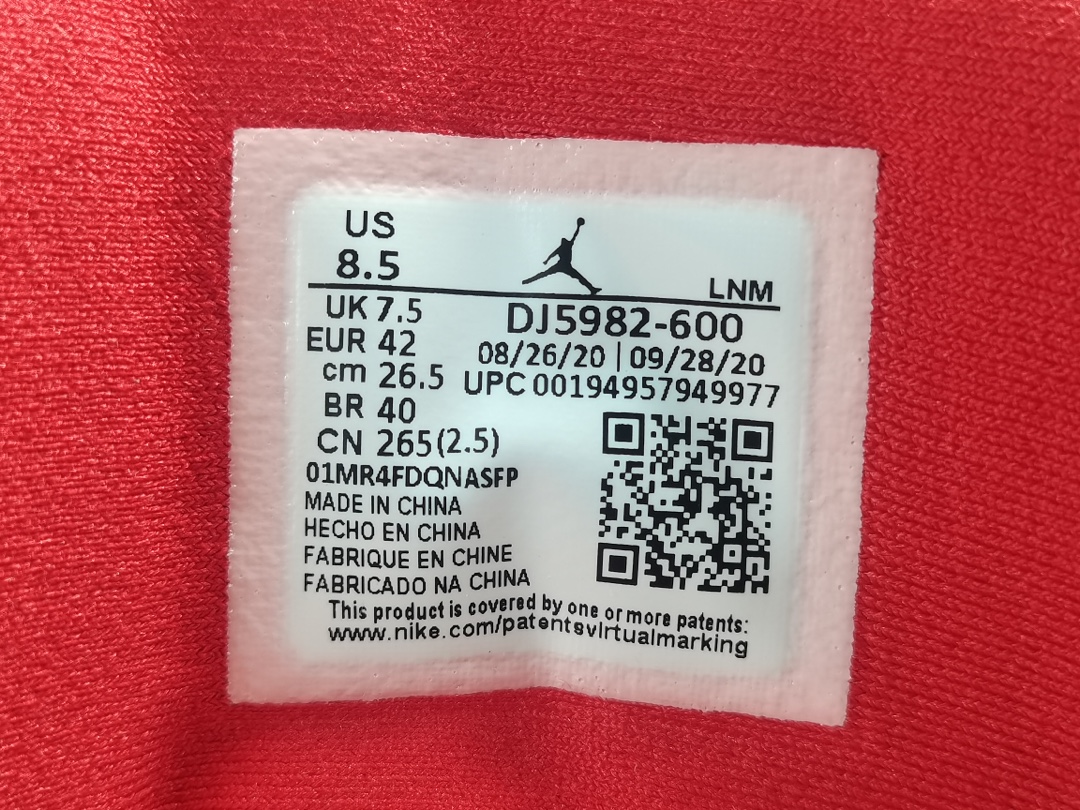 US
8.5
LNM
UK 7.5
DJ5982-600
EUR 42
08/26/20 | 09/28/20
cm 26.5
UPC 00194957949977
BR 40
CN 265(2.5)
01MR4FDQNASFP
MADE IN CHINA
HECHO EN CHINA
FABRIQUE EN CHINE
FABRICADO NA CHINA
This product is covered by one or more patents:
www.nike.com/patentsvirtualmarking